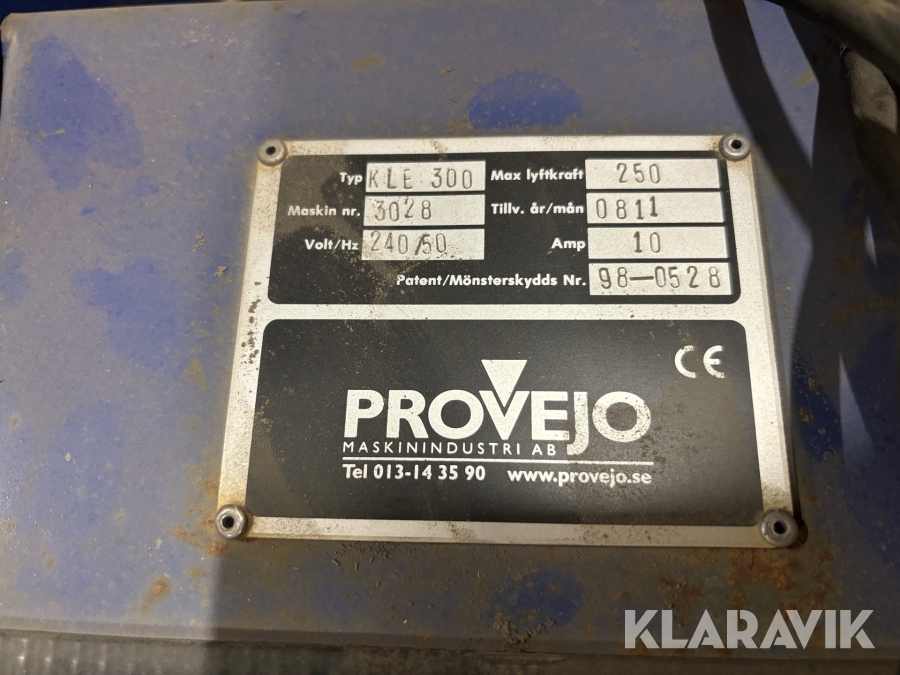 Typ KLE 300 Max lyftkraft 250
Maskin nr. 3028 Tillv. år/mån 0811
Volt/Hz 240/50 Amp 10
Patent/Mönsterskydds Nr. 98-0528
CE
PROVEJO
MASKININDUSTRI AB
Tel 013-14 35 90 www.provejo.se
KLARAVIK